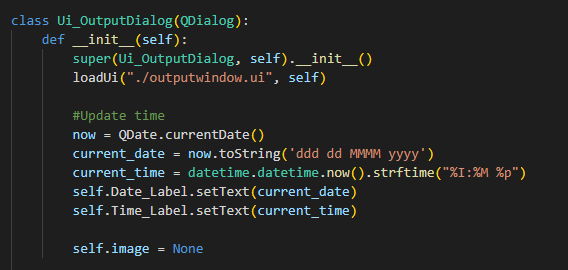 class Ui_OutputDialog(QDialog):
    def __init__(self):
        super(Ui_OutputDialog, self).__init__()
        loadUi("./outputwindow.ui", self)

        #Update time
        now = QDate.currentDate()
        current_date = now.toString('ddd dd MMMM yyyy')
        current_time = datetime.datetime.now().strftime("%I:%M %p")
        self.Date_Label.setText(current_date)
        self.Time_Label.setText(current_time)

        self.image = None